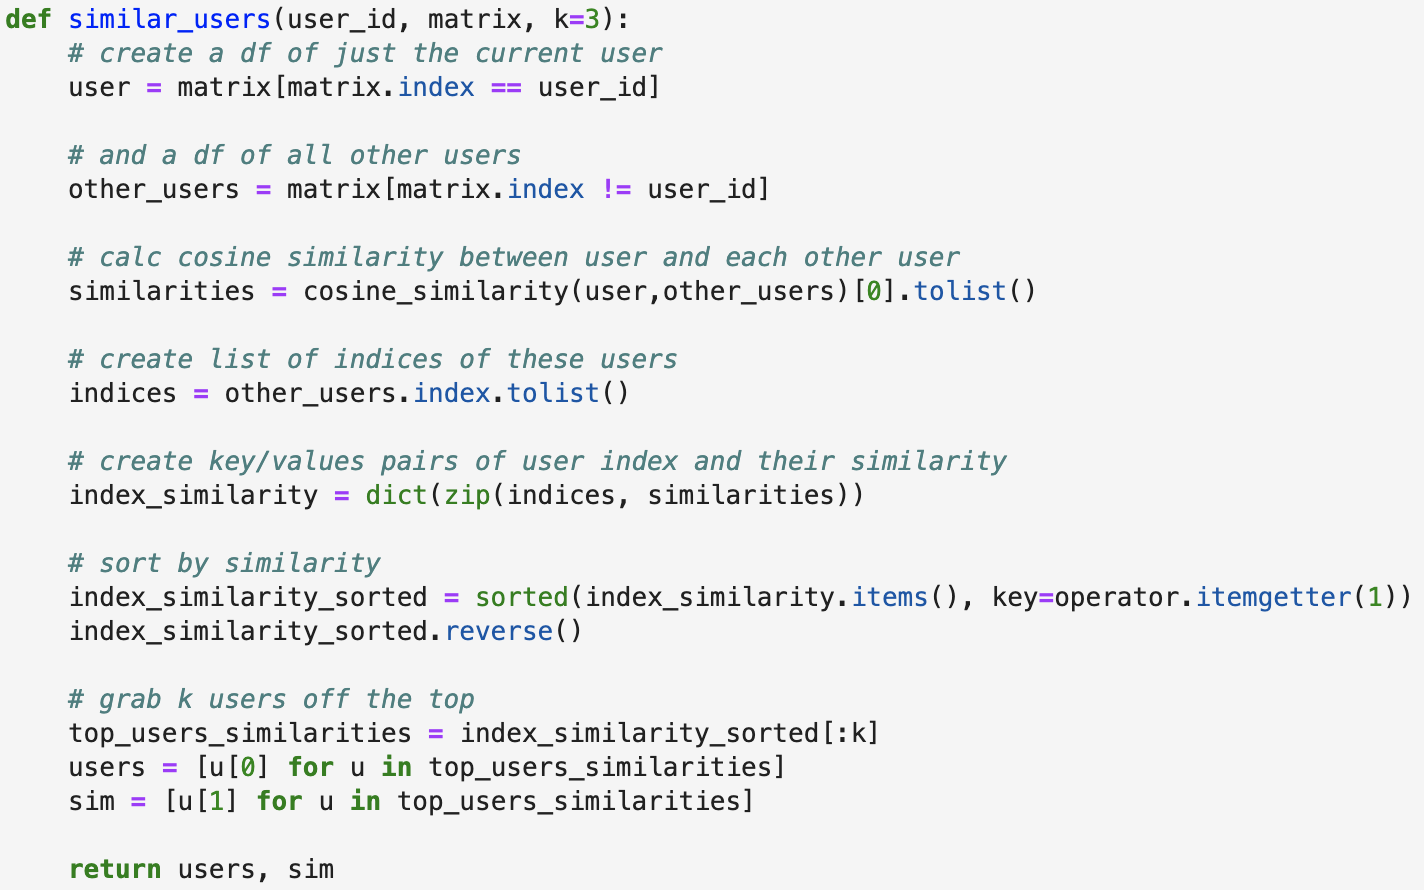 def similar_users(user_id, matrix, k=3):
    # create a df of just the current user
    user = matrix[matrix.index == user_id]

    # and a df of all other users
    other_users = matrix[matrix.index != user_id]

    # calc cosine similarity between user and each other user
    similarities = cosine_similarity(user,other_users)[0].tolist()

    # create list of indices of these users
    indices = other_users.index.tolist()

    # create key/values pairs of user index and their similarity
    index_similarity = dict(zip(indices, similarities))

    # sort by similarity
    index_similarity_sorted = sorted(index_similarity.items(), key=operator.itemgetter(1))
    index_similarity_sorted.reverse()

    # grab k users off the top
    top_users_similarities = index_similarity_sorted[:k]
    users = [u[0] for u in top_users_similarities]
    sim = [u[1] for u in top_users_similarities]

    return users, sim